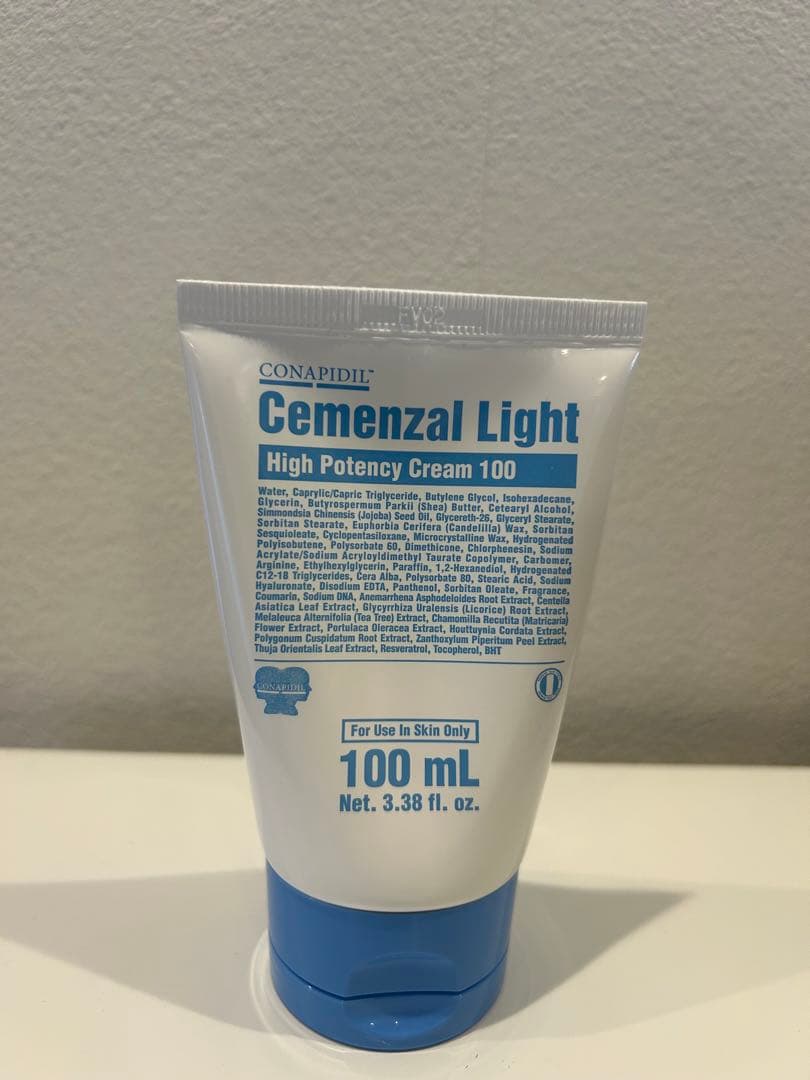 FY02
CONAPIDIL™
Cemenzal Light
High Potency Cream 100
Water, Caprylic/Capric Triglyceride, Butylene Glycol, Isohexadecane,
Glycerin, Butyrospermum Parkii (Shea) Butter, Cetearyl Alcohol,
Simmondsia Chinensis (Jojoba) Seed Oil, Glycereth-26, Glyceryl Stearate,
Sorbitan Stearate, Euphorbia Cerifera (Candelilla) Wax, Sorbitan
Sesquioleate, Cyclopentasiloxane, Microcrystalline Wax, Hydrogenated
Polyisobutene, Polysorbate 60, Dimethicone, Chlorphenesin, Sodium
Acrylate/Sodium Acryloyldimethyl Taurate Copolymer, Carbomer,
Arginine, Ethylhexylglycerin, Paraffin, 1,2-Hexanediol, Hydrogenated
C12-18 Triglycerides, Cera Alba, Polysorbate 80, Stearic Acid, Sodium
Hyaluronate, Disodium EDTA, Panthenol, Sorbitan Oleate, Fragrance,
Coumarin, Sodium DNA, Anemarrhena Asphodeloides Root Extract, Centella
Asiatica Leaf Extract, Glycyrrhiza Uralensis (Licorice) Root Extract,
Melaleuca Alternifolia (Tea Tree) Extract, Chamomilla Recutita (Matricaria)
Flower Extract, Portulaca Oleracea Extract, Houttuynia Cordata Extract,
Polygonum Cuspidatum Root Extract, Zanthoxylum Piperitum Peel Extract,
Thuja Orientalis Leaf Extract, Resveratrol, Tocopherol, BHT
CONAPIDIL
For Use In Skin Only
100 mL
Net. 3.38 fl. oz.